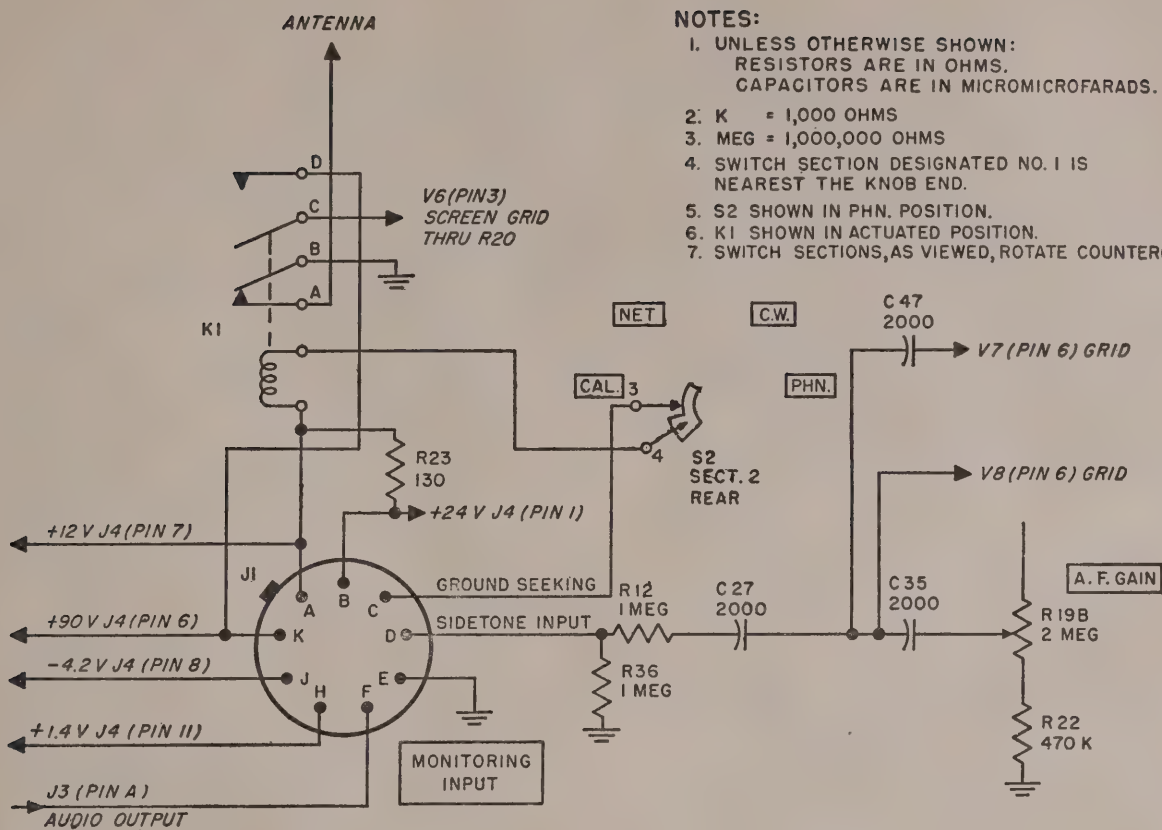 ANTENNA
NOTES:
1. UNLESS OTHERWISE SHOWN:
RESISTORS ARE IN OHMS.
CAPACITORS ARE IN MICROMICROFARADS.
2. K = 1,000 OHMS
3. MEG = 1,000,000 OHMS
4. SWITCH SECTION DESIGNATED NO. 1 IS
NEAREST THE KNOB END.
5. S2 SHOWN IN PHN. POSITION.
6. K1 SHOWN IN ACTUATED POSITION.
7. SWITCH SECTIONS, AS VIEWED, ROTATE
D
C
B
A
K1
V6 (PIN3)
SCREEN GRID
THRU R20
NET
C.W.
CAL.
PHN.
3
4
S2
SECT. 2
REAR
C 47
2000
V7 (PIN 6) GRID
V8 (PIN 6) GRID
R23
130
+24 V J4 (PIN 1)
+12 V J4 (PIN 7)
+90 V J4 (PIN 6)
-4.2 V J4 (PIN 8)
+1.4 V J4 (PIN 11)
J3 (PIN A)
AUDIO OUTPUT
J1
A
B
C
D
E
F
H
J
K
GROUND SEEKING
SIDETONE INPUT
R12
1 MEG
C 27
2000
C 35
2000
A. F. GAIN
R19B
2 MEG
R36
1 MEG
R22
470 K
MONITORING
INPUT